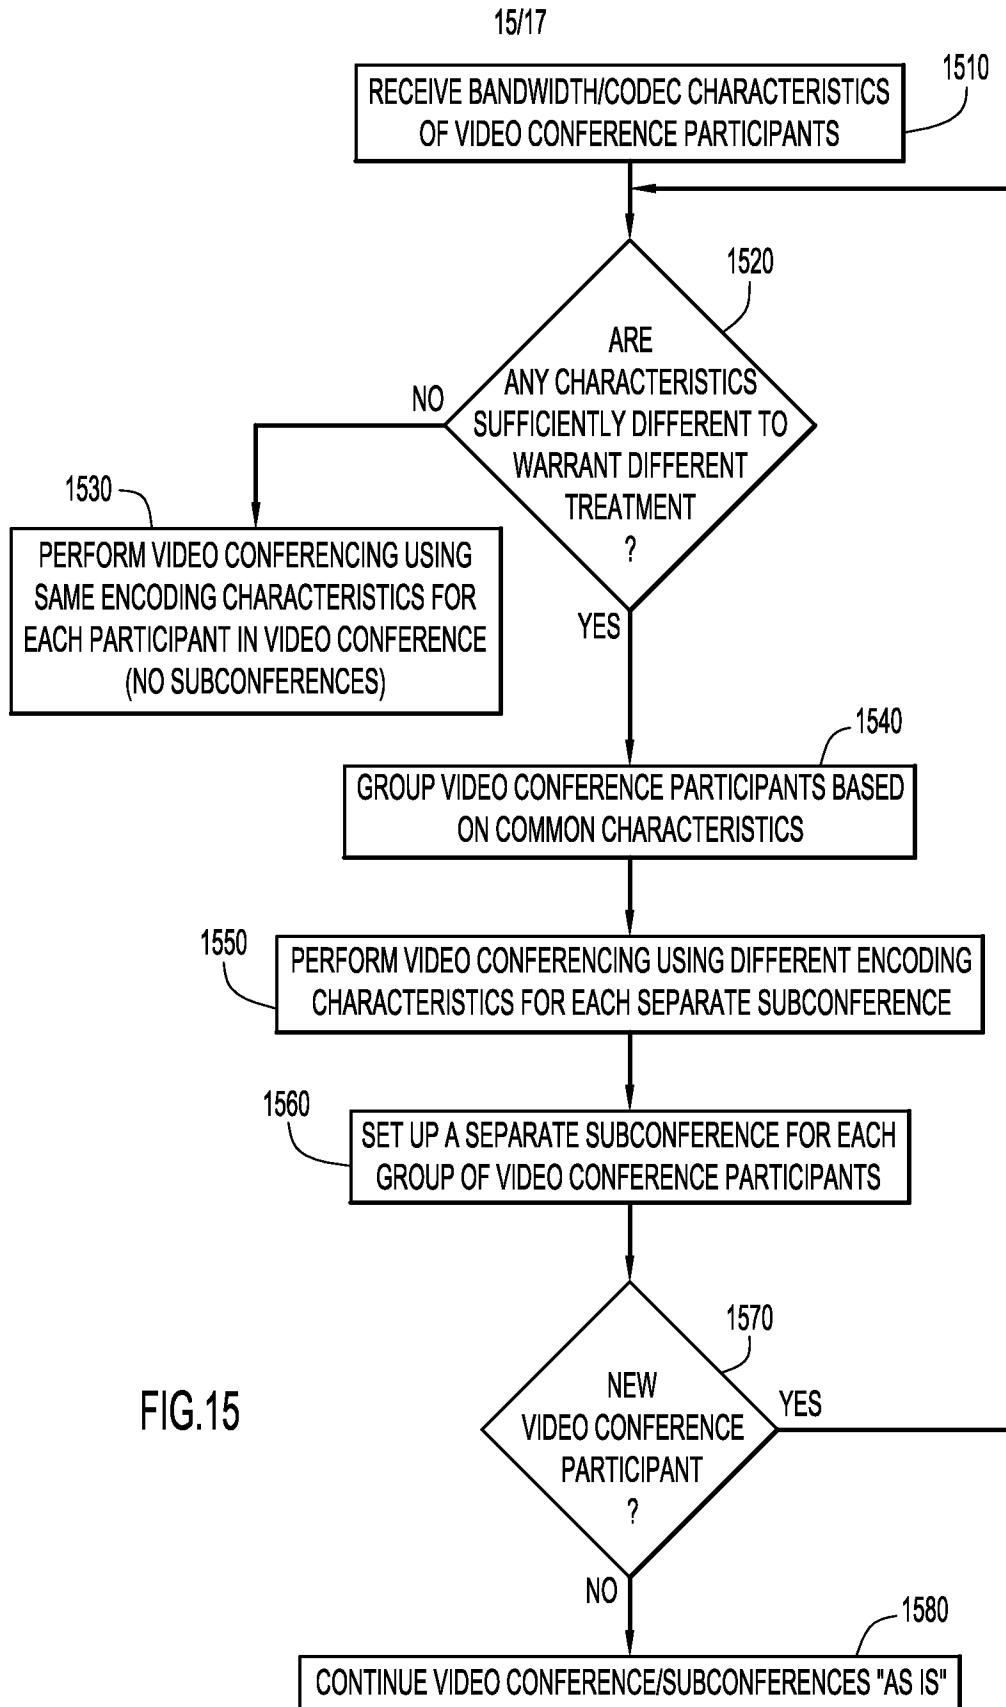 15/17
1510
RECEIVE BANDWIDTH/CODEC CHARACTERISTICS
OF VIDEO CONFERENCE PARTICIPANTS
1520
ARE
ANY CHARACTERISTICS
SUFFICIENTLY DIFFERENT TO
WARRANT DIFFERENT
TREATMENT
?
NO
1530
PERFORM VIDEO CONFERENCING USING
SAME ENCODING CHARACTERISTICS FOR
EACH PARTICIPANT IN VIDEO CONFERENCE
(NO SUBCONFERENCES)
YES
1540
GROUP VIDEO CONFERENCE PARTICIPANTS BASED
ON COMMON CHARACTERISTICS
1550
PERFORM VIDEO CONFERENCING USING DIFFERENT ENCODING
CHARACTERISTICS FOR EACH SEPARATE SUBCONFERENCE
1560
SET UP A SEPARATE SUBCONFERENCE FOR EACH
GROUP OF VIDEO CONFERENCE PARTICIPANTS
1570
NEW
VIDEO CONFERENCE
PARTICIPANT
?
YES
FIG.15
NO
1580
CONTINUE VIDEO CONFERENCE/SUBCONFERENCES "AS IS"